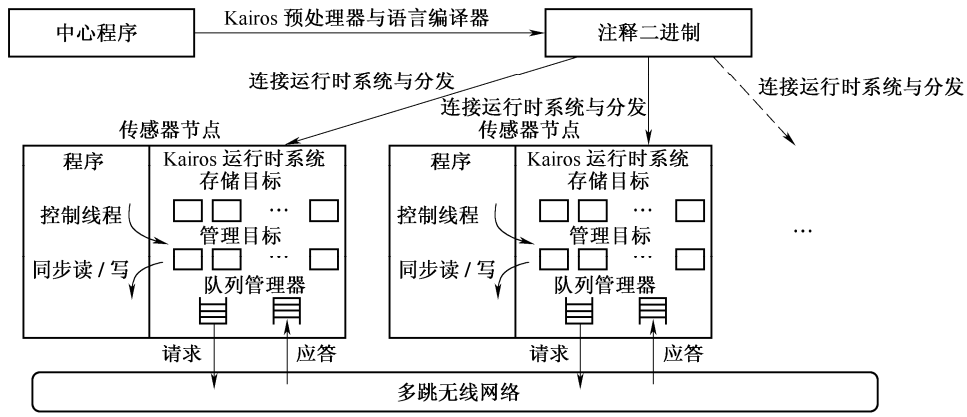 中心程序
Kairos 预处理器与语言编译器
注释二进制
连接运行时系统与分发
连接运行时系统与分发
连接运行时系统与分发
传感器节点
程序
Kairos 运行时系统
存储目标
…
控制线程
管理目标
…
同步读 / 写
队列管理器
请求
应答
传感器节点
程序
Kairos 运行时系统
存储目标
…
控制线程
管理目标
…
同步读 / 写
队列管理器
请求
应答
…
…
多跳无线网络